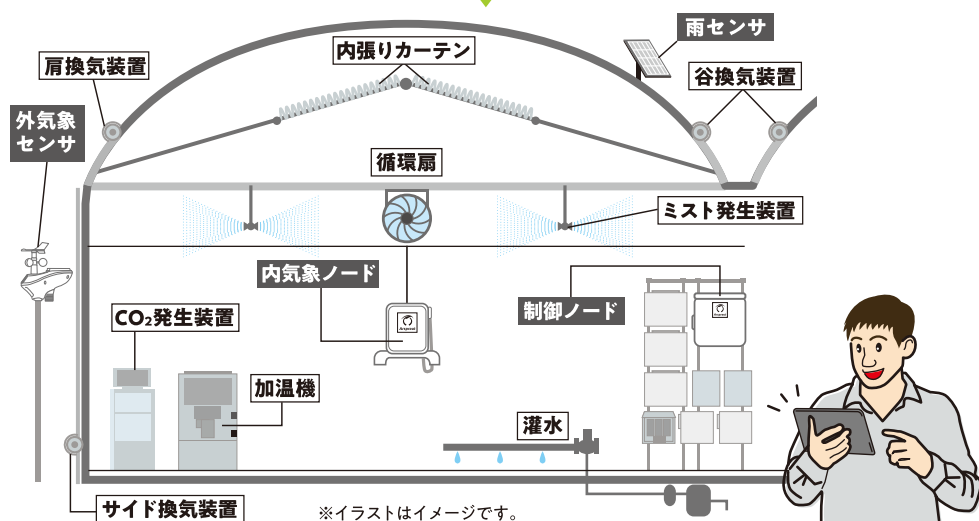 雨センサ
内張りカーテン
肩換気装置
谷換気装置
外気象
センサ
循環扇
ミスト発生装置
内気象ノード
制御ノード
CO₂発生装置
加温機
灌水
サイド換気装置
※イラストはイメージです。